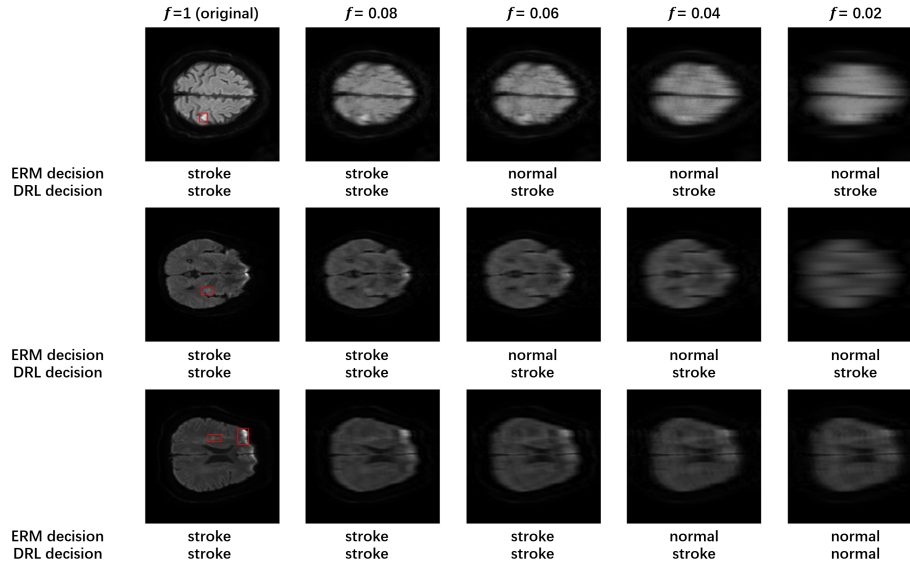 f=1 (original) f= 0.08 f= 0.06 f= 0.04 f= 0.02
ERM decision stroke stroke normal normal normal
DRL decision stroke stroke stroke stroke stroke
ERM decision stroke stroke normal normal normal
DRL decision stroke stroke stroke stroke stroke
ERM decision stroke stroke stroke normal normal
DRL decision stroke stroke stroke stroke normal